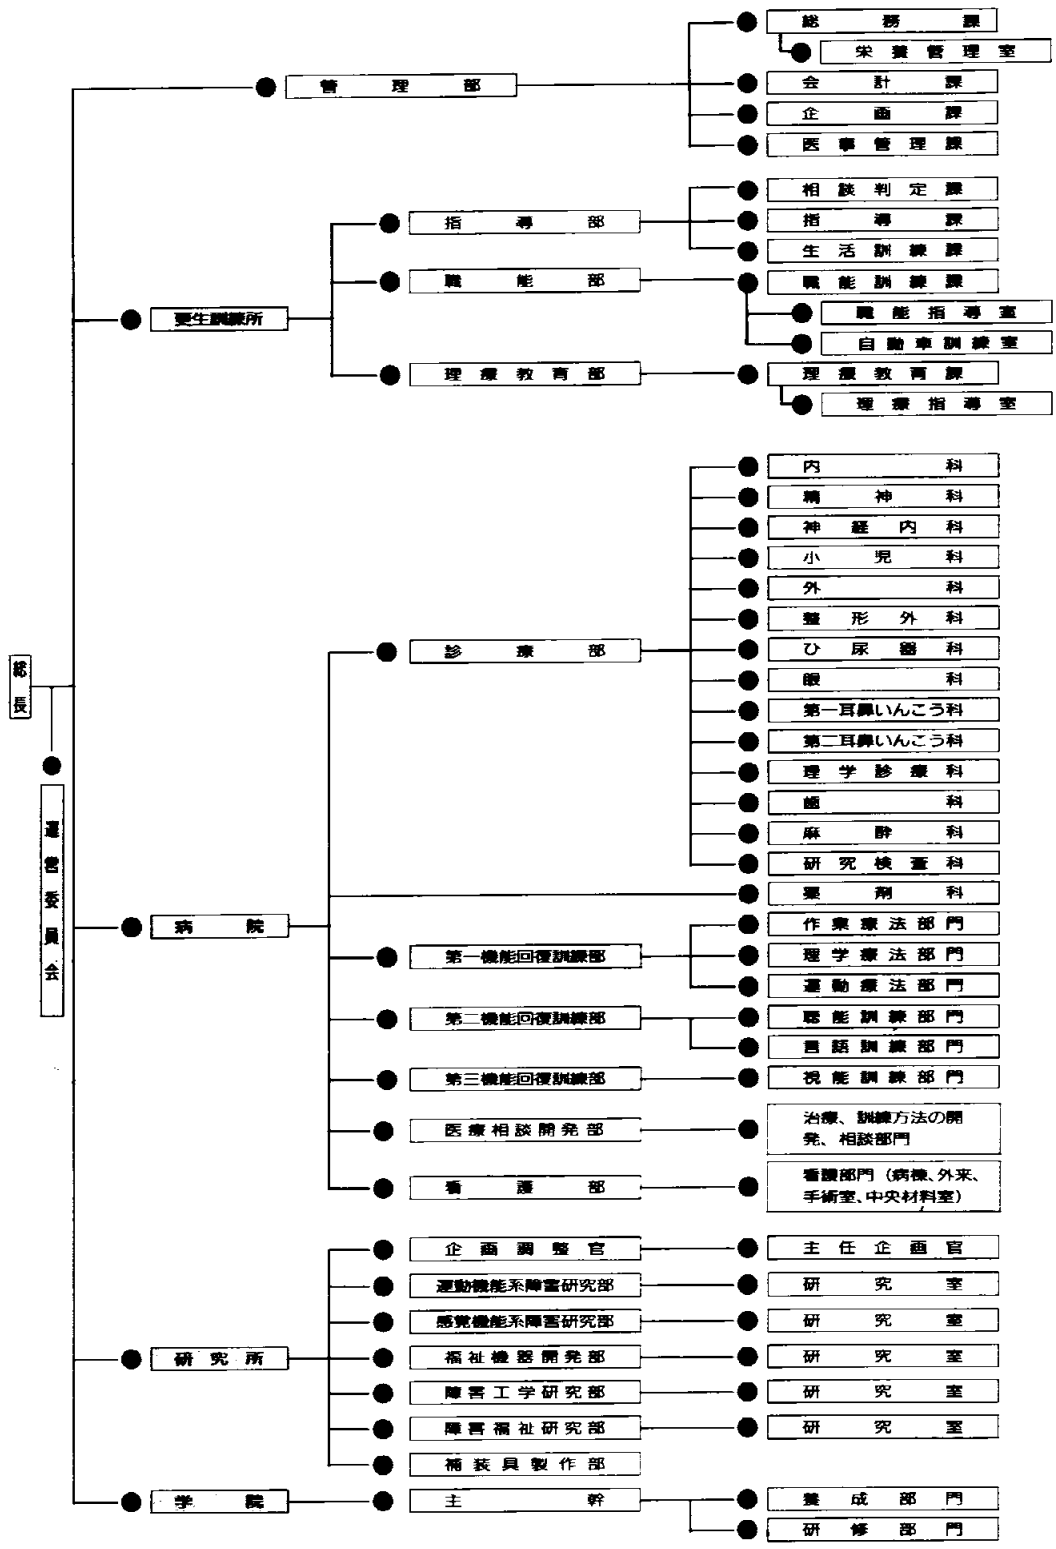 総長
運営委員会
管理部
総務課
栄養管理室
会計課
企画課
医事管理課
更生訓練所
指導部
相談判定課
指導課
生活訓練課
職能部
職能訓練課
職能指導室
自動車訓練室
理療教育部
理療教育課
理療指導室
病院
診療部
内科
精神科
神経内科
小児科
外科
整形外科
ひ尿器科
眼科
第一耳鼻いんこう科
第二耳鼻いんこう科
理学診療科
歯科
麻酔科
研究検査科
薬剤科
第一機能回復訓練部
作業療法部門
理学療法部門
運動療法部門
第二機能回復訓練部
聴能訓練部門
言語訓練部門
第三機能回復訓練部
視能訓練部門
医療相談開発部
治療、訓練方法の開
発、相談部門
看護部
看護部門（病棟、外来、
手術室、中央材料室）
研究所
企画調整官
主任企画官
運動機能系障害研究部
研究室
感覚機能系障害研究部
研究室
福祉機器開発部
研究室
障害工学研究部
研究室
障害福祉研究部
研究室
補装具製作部
学院
主幹
養成部門
研修部門